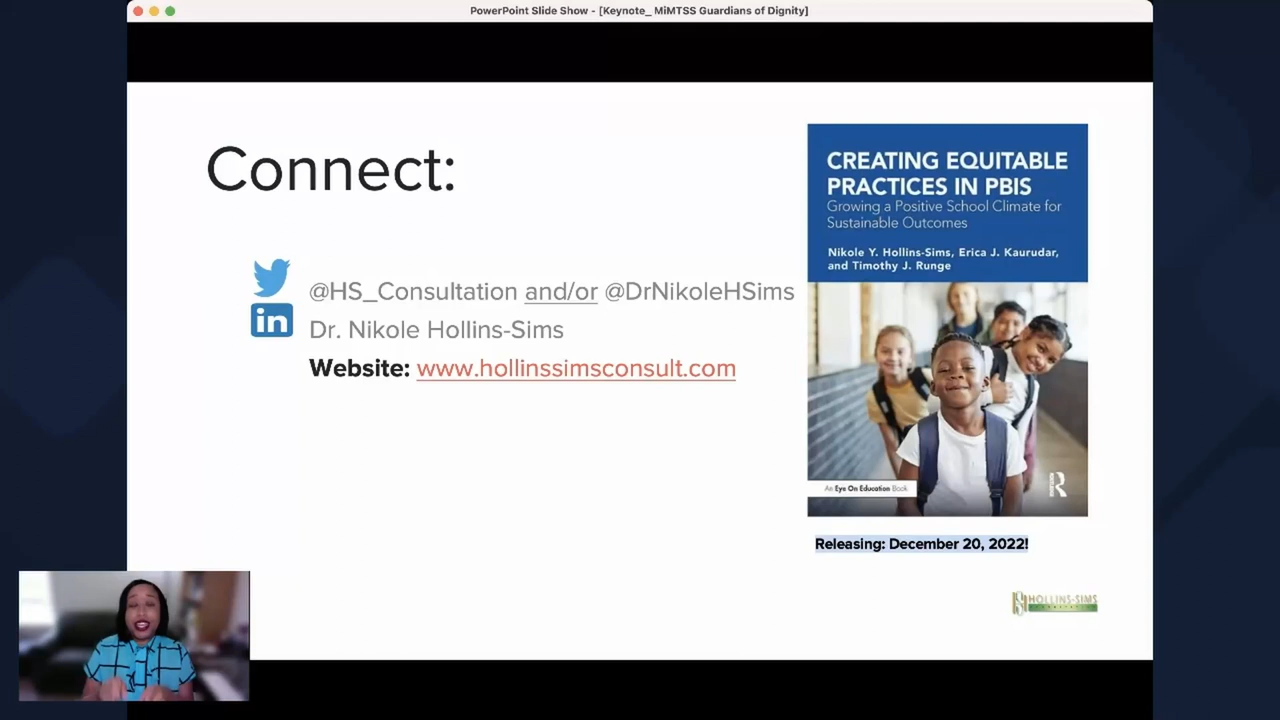 PowerPoint Slide Show - [Keynote_ MiMTSS Guardians of Dignity]
Connect:
@HS_Consultation and/or @DrNikoleHSims
in
Dr. Nikole Hollins-Sims
Website: www.hollinssimsconsult.com
CREATING EQUITABLE
PRACTICES IN PBIS
Growing a Positive School Climate for
Sustainable Outcomes
Nikole Y. Hollins-Sims, Erica J. Kaurudar,
and Timothy J. Runge
An Eye On Education Book
Releasing: December 20, 2022!
HOLLINS-SIMS